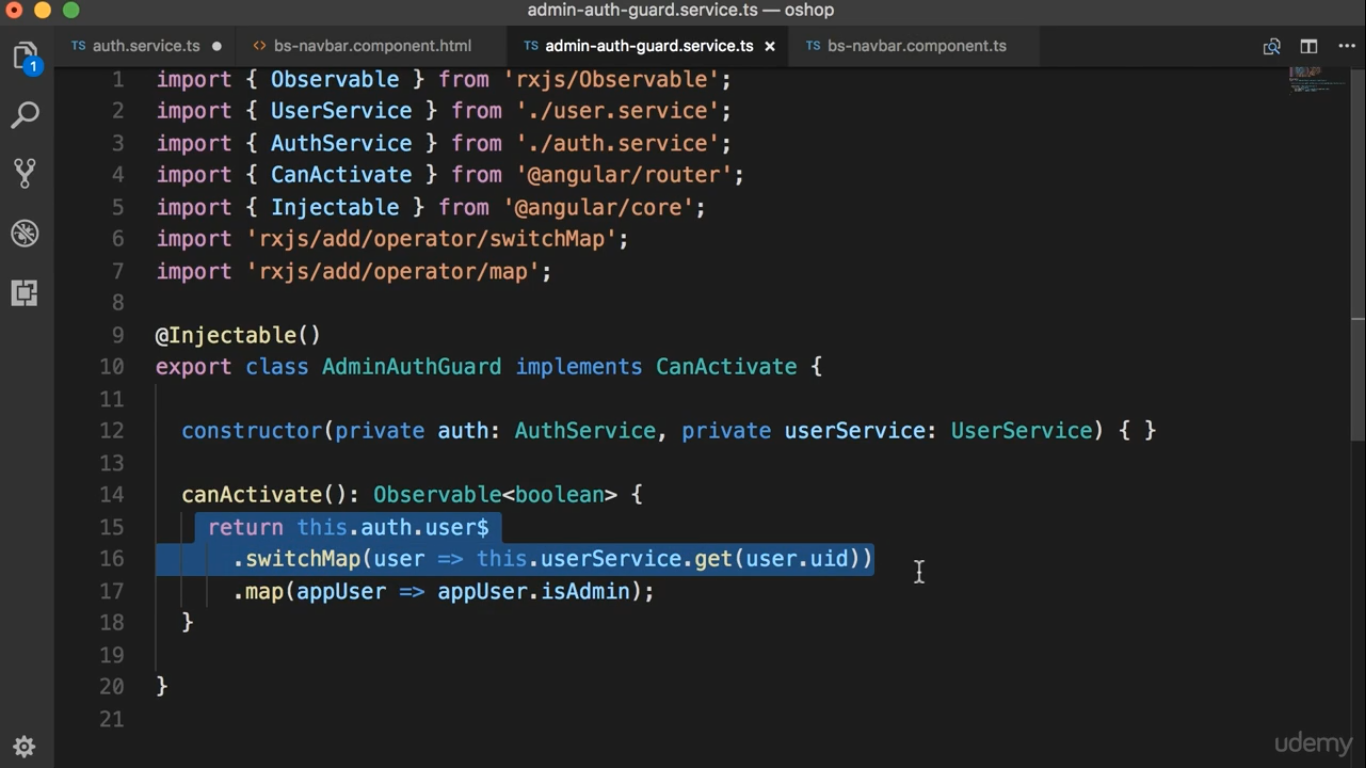 admin-auth-guard.service.ts — oshop
TS auth.service.ts ● <> bs-navbar.component.html TS admin-auth-guard.service.ts × TS bs-navbar.component.ts
1
1 import { Observable } from 'rxjs/Observable';
2 import { UserService } from './user.service';
3 import { AuthService } from './auth.service';
4 import { CanActivate } from '@angular/router';
5 import { Injectable } from '@angular/core';
6 import 'rxjs/add/operator/switchMap';
7 import 'rxjs/add/operator/map';
8
9 @Injectable()
10 export class AdminAuthGuard implements CanActivate {
11
12 constructor(private auth: AuthService, private userService: UserService) { }
13
14 canActivate(): Observable<boolean> {
15 return this.auth.user$
16 .switchMap(user => this.userService.get(user.uid))
17 .map(appUser => appUser.isAdmin);
18 }
19
20 }
21
udemy